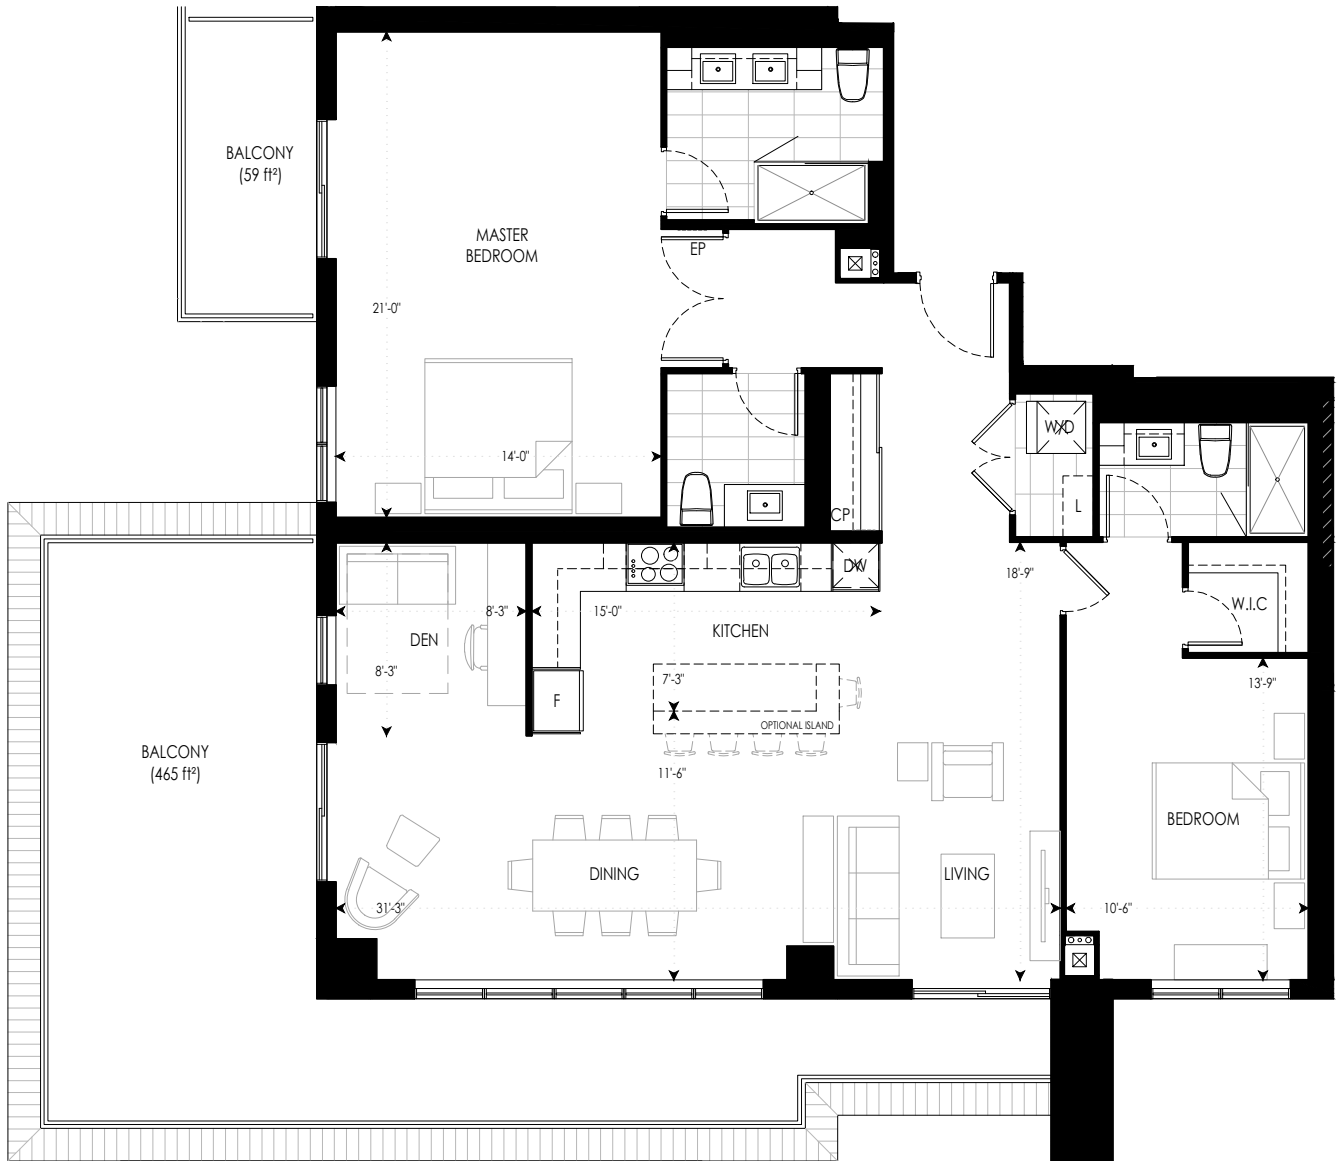 BALCONY
(59 ft²)
MASTER
BEDROOM
EP
21'-0"
14'-0"
W/D
L
CP
DW
18'-9"
8'-3"
15'-0"
W.I.C
DEN
KITCHEN
8'-3"
7'-3"
13'-9"
F
OPTIONAL ISLAND
BALCONY
(465 ft²)
11'-6"
BEDROOM
DINING
LIVING
31'-3"
10'-6"